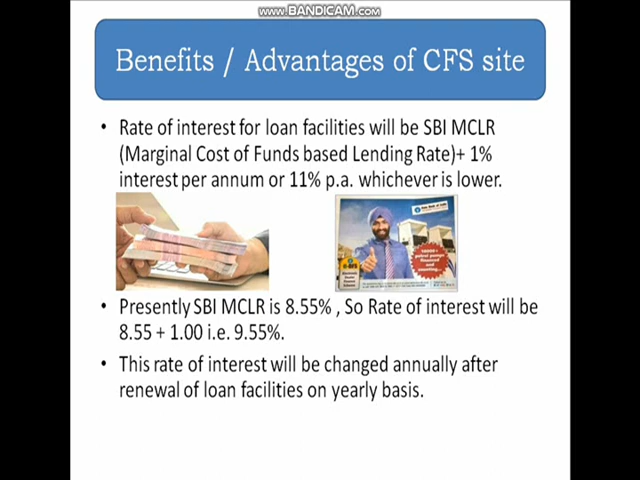 www.BANDICAM.com
Benefits / Advantages of CFS site
• Rate of interest for loan facilities will be SBI MCLR
(Marginal Cost of Funds based Lending Rate)+ 1%
interest per annum or 11% p.a. whichever is lower.
• Presently SBI MCLR is 8.55% , So Rate of interest will be
8.55 + 1.00 i.e. 9.55%.
• This rate of interest will be changed annually after
renewal of loan facilities on yearly basis.